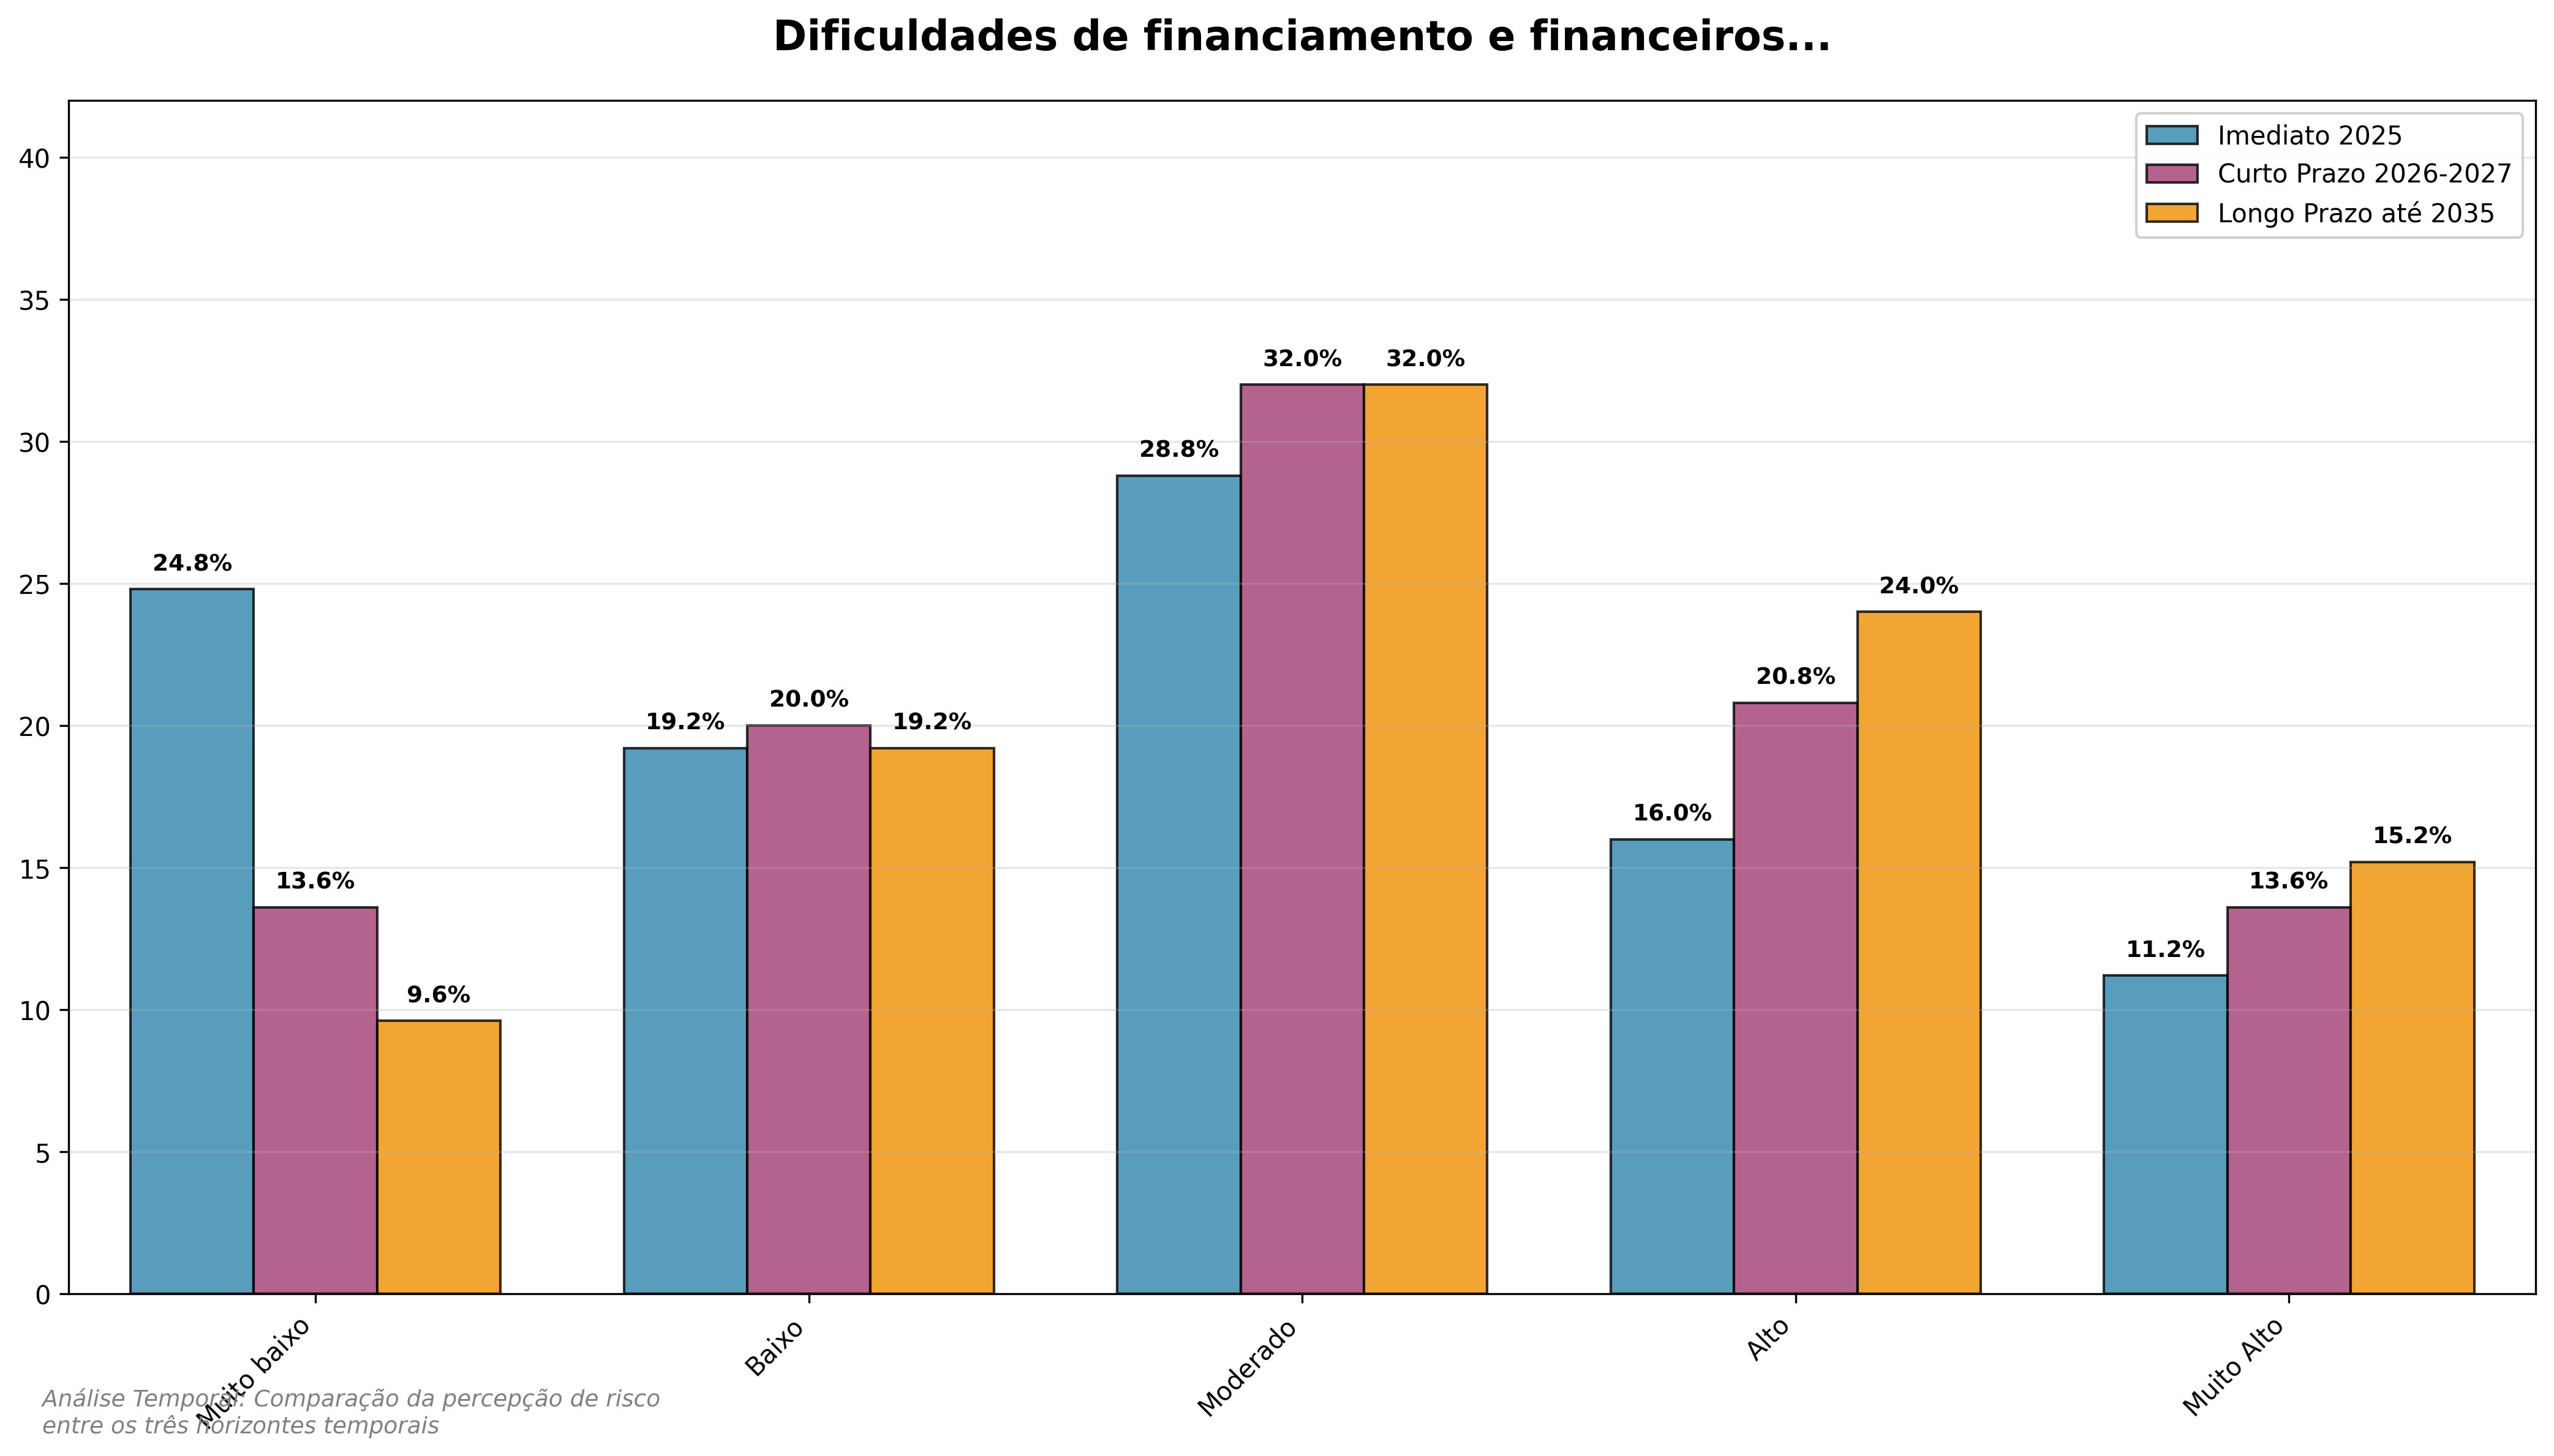 Dificuldades de financiamento e financeiros...
Imediato 2025
Curto Prazo 2026-2027
Longo Prazo até 2035
40
35
30
25
20
15
10
5
0
24.8%
13.6%
9.6%
19.2%
20.0%
19.2%
28.8%
32.0%
32.0%
16.0%
20.8%
24.0%
11.2%
13.6%
15.2%
Muito baixo
Baixo
Moderado
Alto
Muito Alto
Análise Temporal: Comparação da percepção de risco
entre os três horizontes temporais